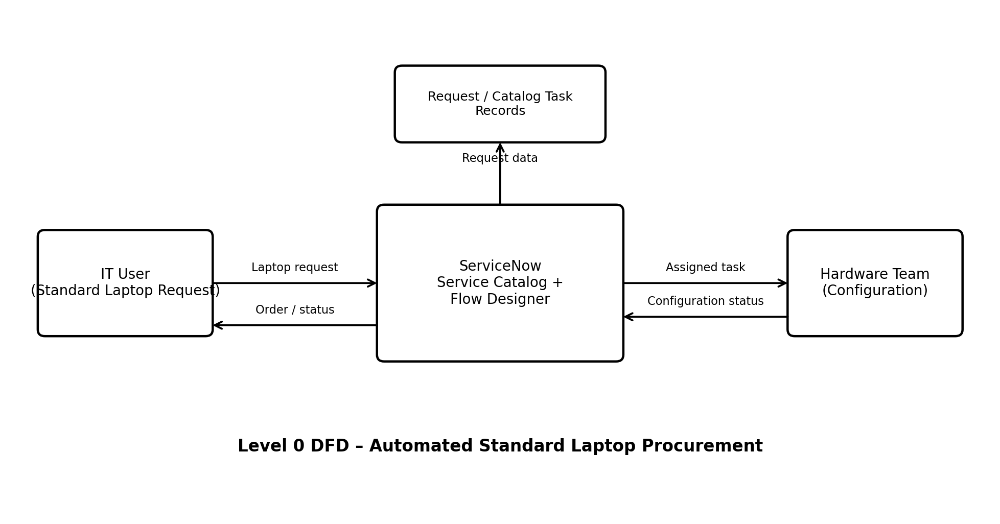 Request / Catalog Task
Records
Request data
IT User
(Standard Laptop Request)
Laptop request
Order / status
ServiceNow
Service Catalog +
Flow Designer
Assigned task
Configuration status
Hardware Team
(Configuration)
Level 0 DFD – Automated Standard Laptop Procurement